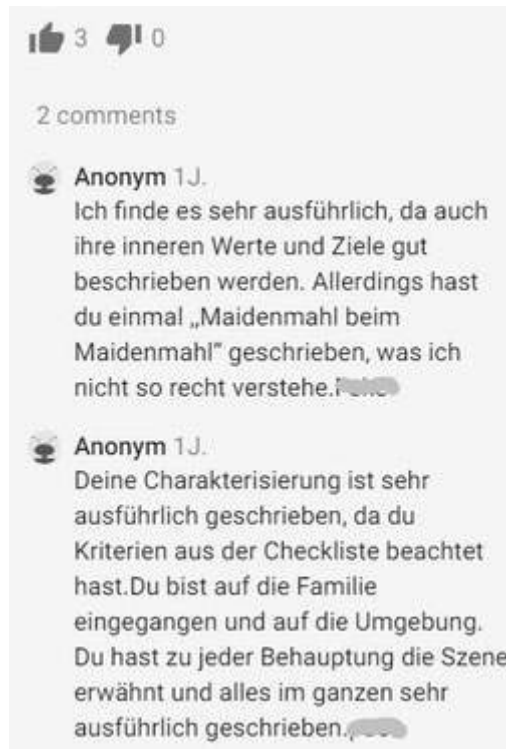 3 0
2 comments
Anonym 1J.
Ich finde es sehr ausführlich, da auch
ihre inneren Werte und Ziele gut
beschrieben werden. Allerdings hast
du einmal „Maidenmahl beim
Maidenmahl" geschrieben, was ich
nicht so recht verstehe.
Anonym 1J.
Deine Charakterisierung ist sehr
ausführlich geschrieben, da du
Kriterien aus der Checkliste beachtet
hast.Du bist auf die Familie
eingegangen und auf die Umgebung.
Du hast zu jeder Behauptung die Szene
erwähnt und alles im ganzen sehr
ausführlich geschrieben.